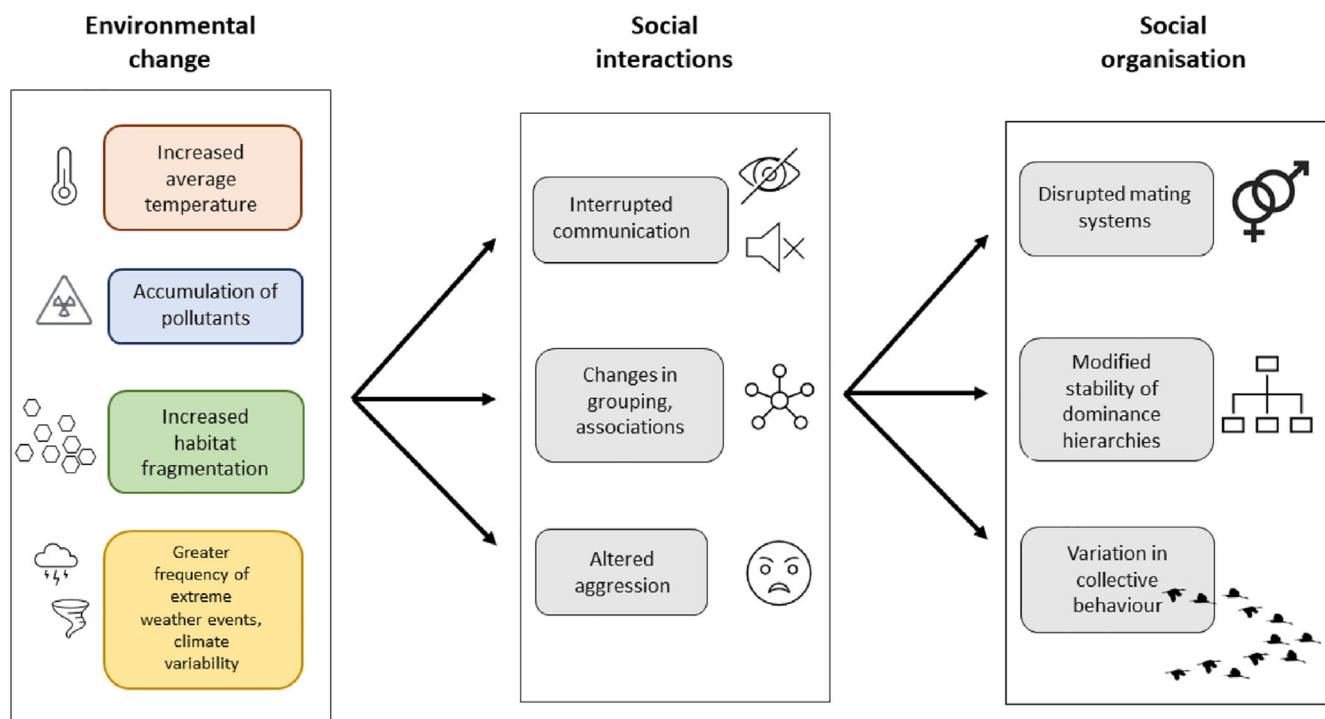 Environmental
change
Increased
average
temperature
Accumulation of
pollutants
Increased
habitat
fragmentation
Greater
frequency of
extreme
weather events,
climate
variability
Social
interactions
Interrupted
communication
Changes in
grouping,
associations
Altered
aggression
Social
organisation
Disrupted mating
systems
Modified
stability of
dominance
hierarchies
Variation in
collective
behaviour